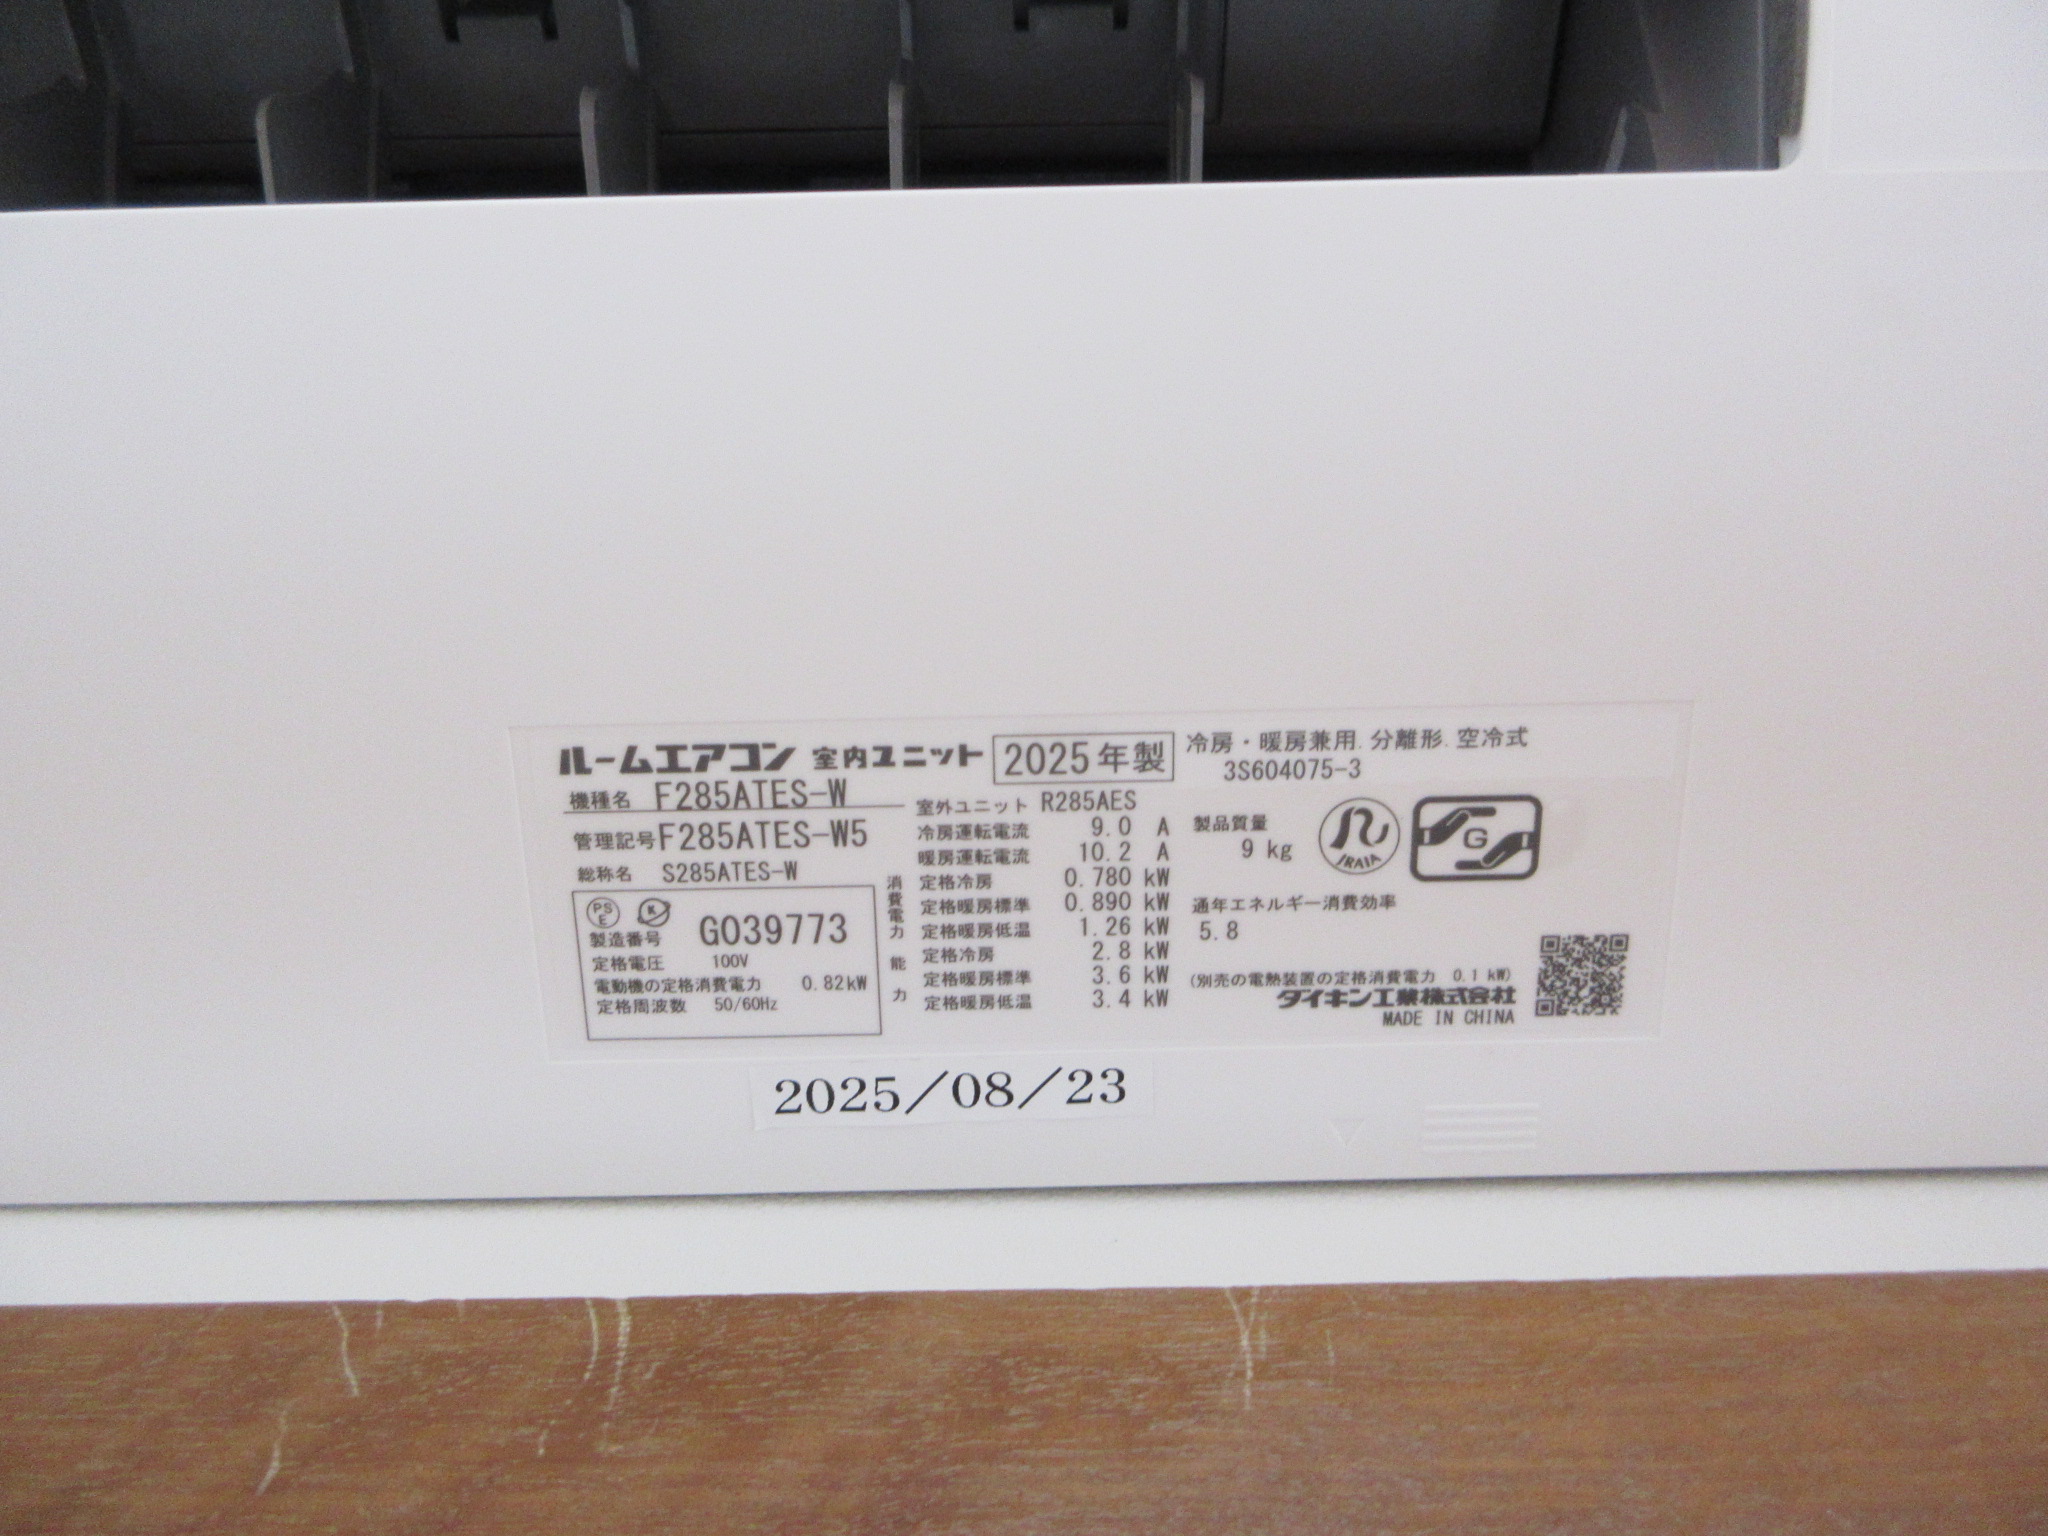 ルームエアコン 室内ユニット 2025年製 冷房・暖房兼用.分離形.空冷式
3S604075-3
機種名 F285ATES-W
管理記号 F285ATES-W5
総称名 S285ATES-W
PS
E
製造番号 G039773
定格電圧 100V
電動機の定格消費電力 0.82kW
定格周波数 50/60Hz
室外ユニット R285AES
冷房運転電流 9.0 A
暖房運転電流 10.2 A
消費電力
定格冷房 0.780 kW
定格暖房標準 0.890 kW
定格暖房低温 1.26 kW
能力
定格冷房 2.8 kW
定格暖房標準 3.6 kW
定格暖房低温 3.4 kW
製品質量
9 kg
JRAIA
G
通年エネルギー消費効率
5.8
(別売の電熱装置の定格消費電力 0.1 kW)
ダイキン工業株式会社
MADE IN CHINA
2025/08/23